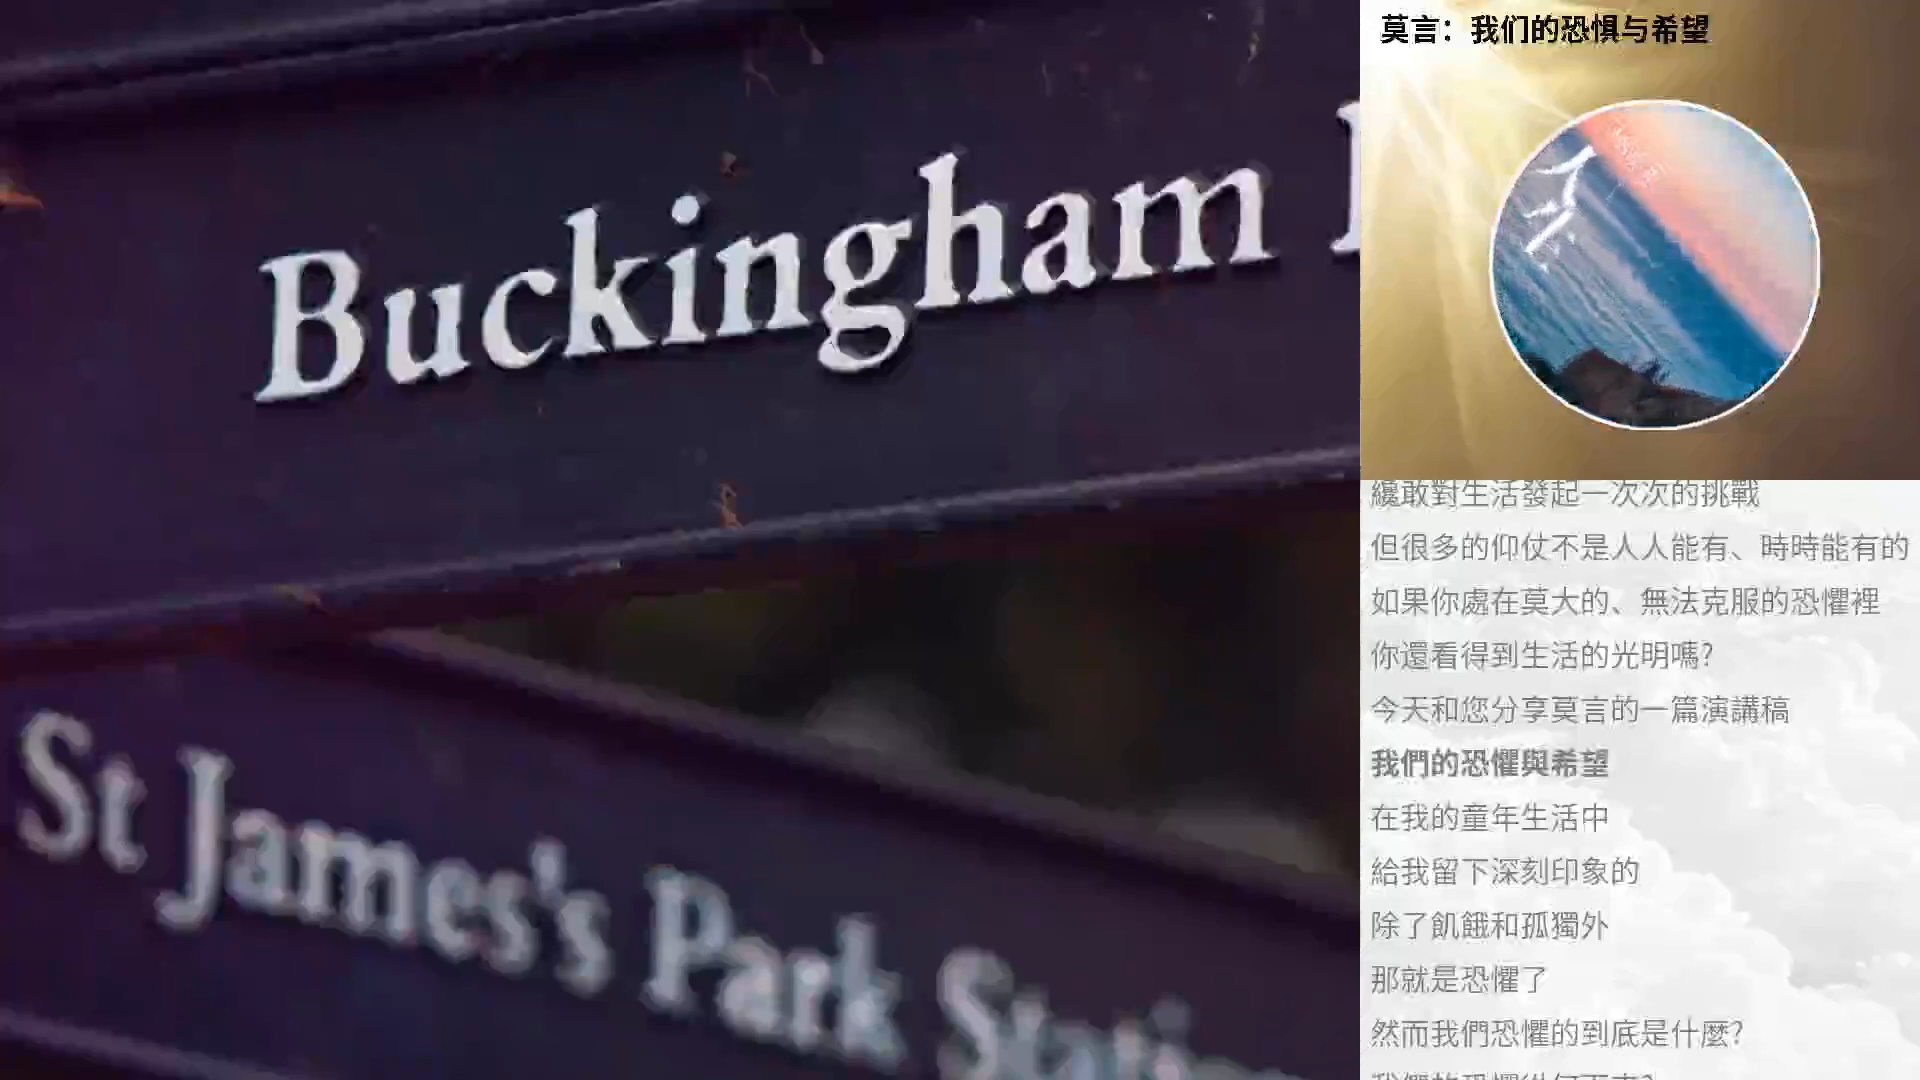 Buckingham
St James's Park Statio
莫言：我们的恐惧与希望
纔敢對生活發起一次次的挑戰
但很多的仰仗不是人人能有、時時能有的
如果你處在莫大的、無法克服的恐懼裡
你還看得到生活的光明嗎?
今天和您分享莫言的一篇演講稿
我們的恐懼與希望
在我的童年生活中
給我留下深刻印象的
除了飢餓和孤獨外
那就是恐懼了
然而我們恐懼的到底是什麼?